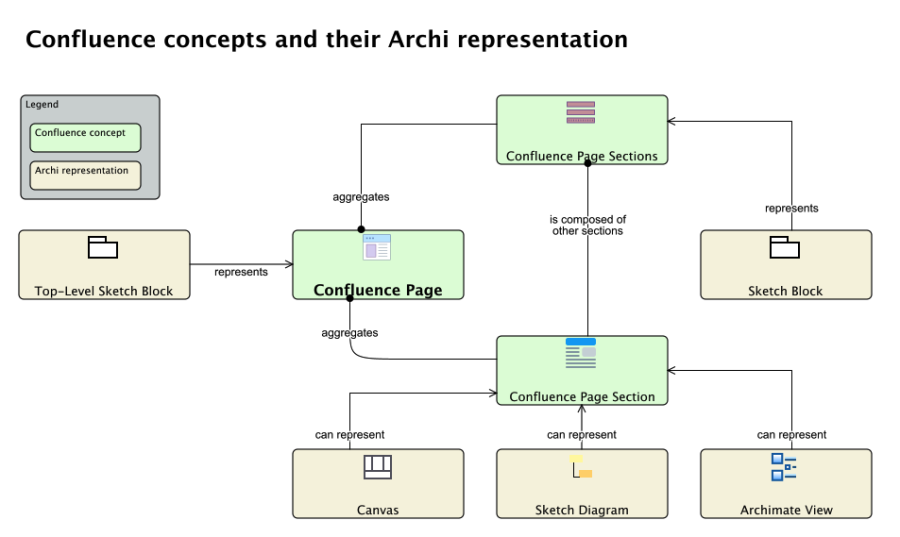 Confluence concepts and their Archi representation
Legend
Confluence concept
Archi representation
Confluence Page Sections
aggregates
is composed of
other sections
represents
Top-Level Sketch Block
represents
Confluence Page
Sketch Block
aggregates
Confluence Page Section
can represent
can represent
can represent
Canvas
Sketch Diagram
Archimate View